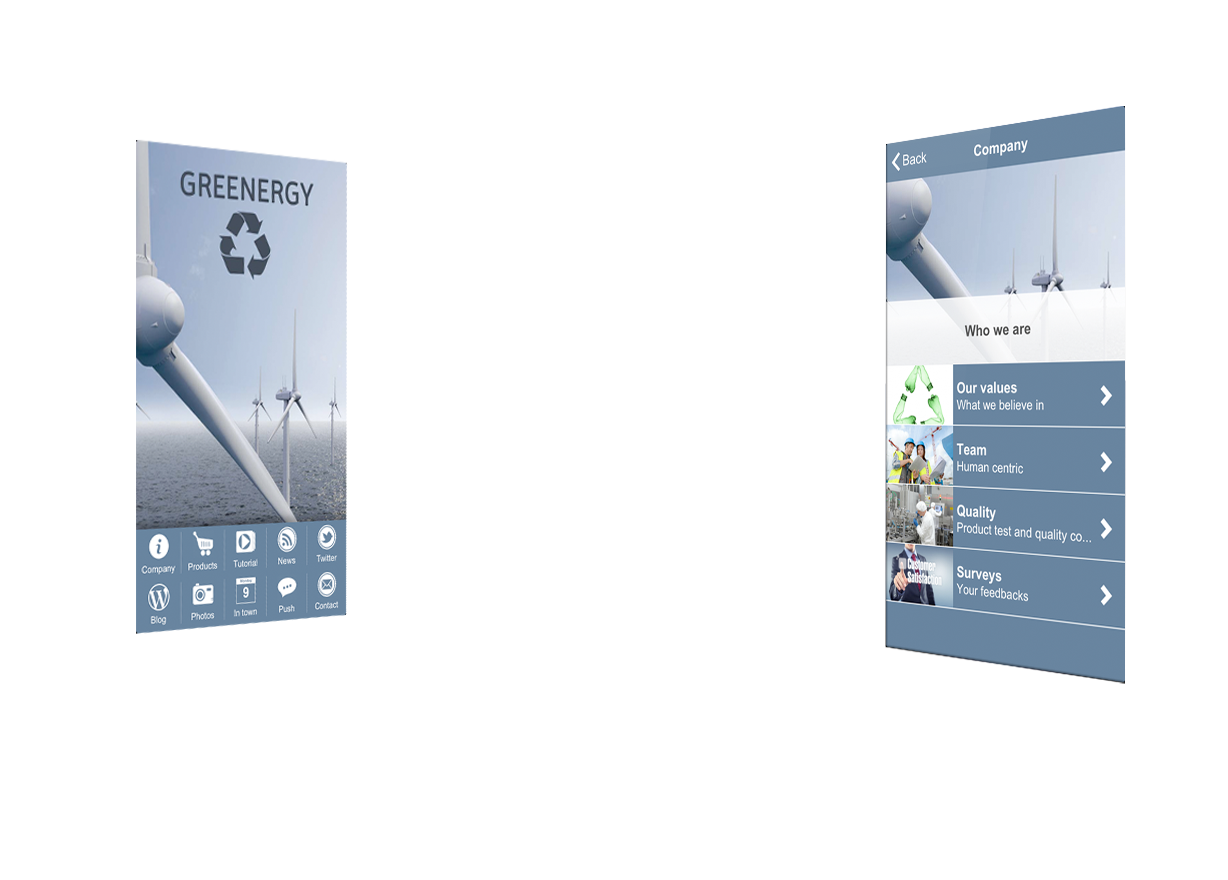 GREENERGY
Company
Products
Tutorial
News
Twitter
Blog
Photos
9
In town
Push
Contact
Back
Company
Who we are
Our values
What we believe in
Team
Human centric
Quality
Product test and quality co...
Surveys
Your feedbacks
Customer
Satisfaction